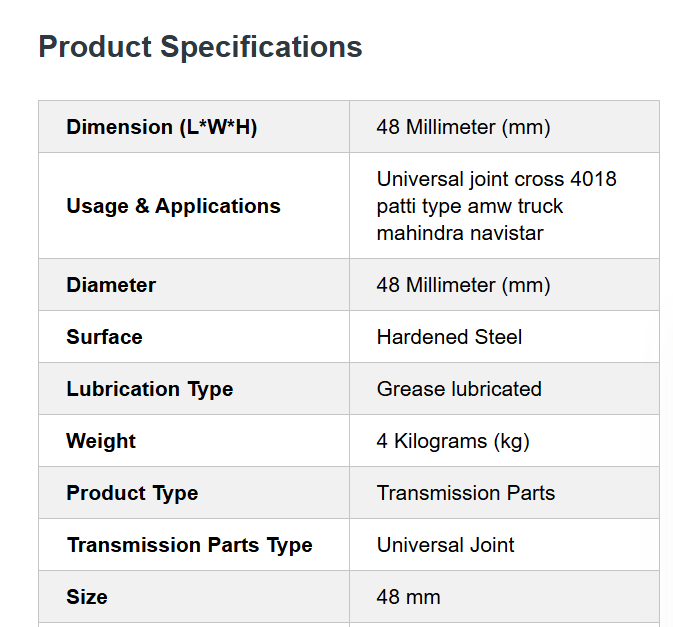 Product Specifications
Dimension (L*W*H) 48 Millimeter (mm)
Usage & Applications
Universal joint cross 4018
patti type amw truck
mahindra navistar
Diameter 48 Millimeter (mm)
Surface Hardened Steel
Lubrication Type Grease lubricated
Weight 4 Kilograms (kg)
Product Type Transmission Parts
Transmission Parts Type Universal Joint
Size 48 mm